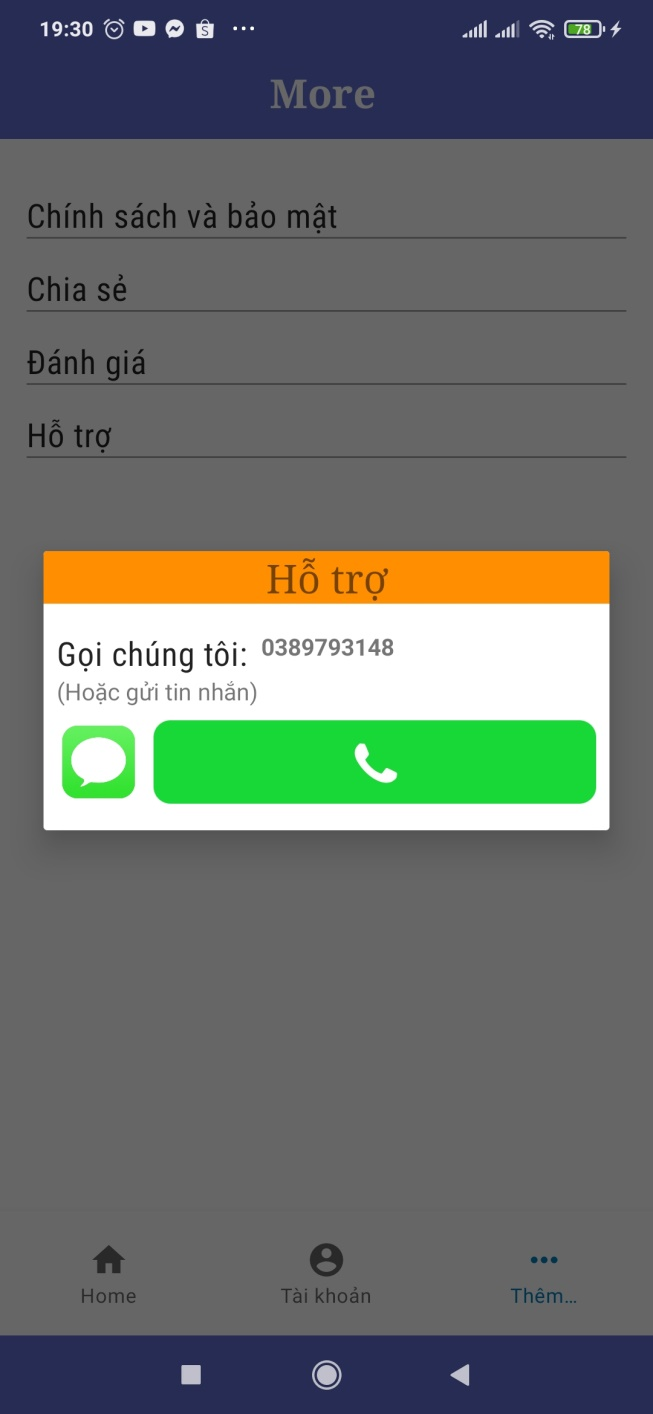 19:30
78
More
Chính sách và bảo mật
Chia sẻ
Đánh giá
Hỗ trợ
Hỗ trợ
Gọi chúng tôi: 0389793148
(Hoặc gửi tin nhắn)
Home
Tài khoản
Thêm...